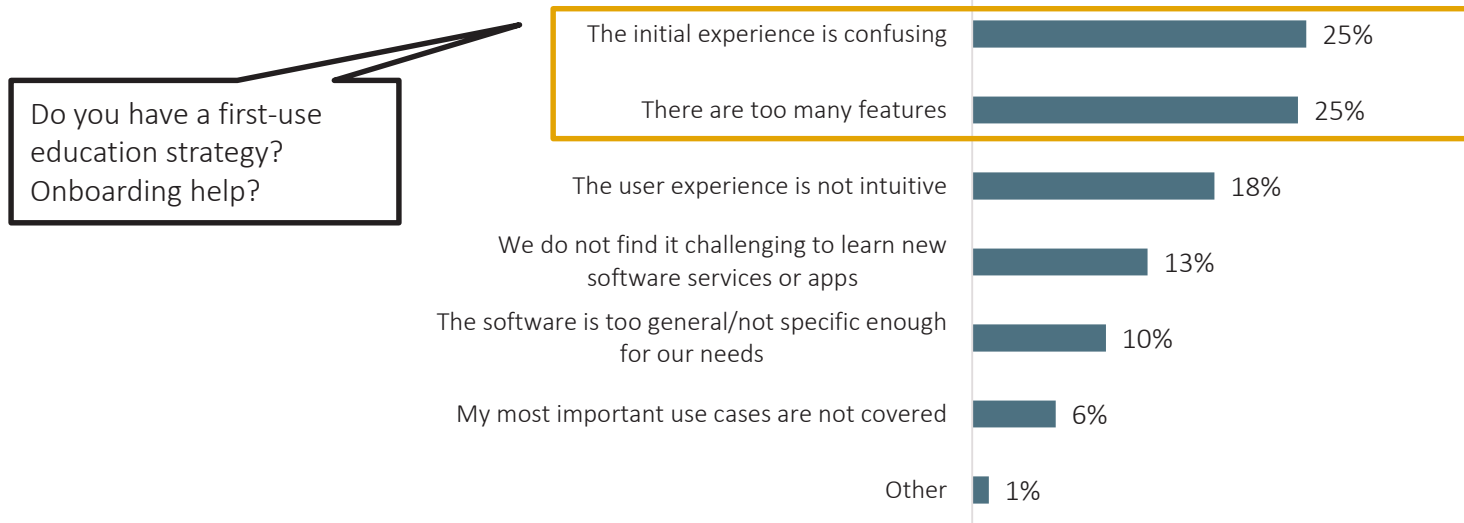 The initial experience is confusing
25%
There are too many features
25%
Do you have a first-use
education strategy?
Onboarding help?
The user experience is not intuitive
18%
We do not find it challenging to learn new
software services or apps
13%
The software is too general/not specific enough
for our needs
10%
My most important use cases are not covered
6%
Other
1%